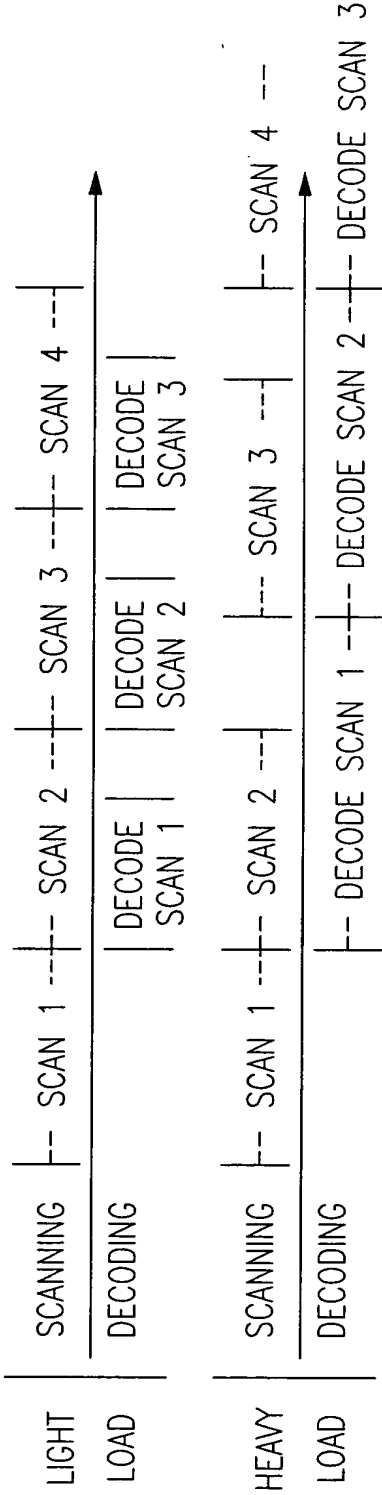 LIGHT
LOAD
SCANNING
DECODING
-- SCAN 1 ---- SCAN 2 ---- SCAN 3 ---- SCAN 4 ---
DECODE
SCAN 1
DECODE
SCAN 2
DECODE
SCAN 3
HEAVY
LOAD
SCANNING
DECODING
-- SCAN 1 ---- SCAN 2 ---
-- SCAN 3 ---
-- SCAN 4 --
-- DECODE SCAN 1 ---- DECODE SCAN 2 ---- DECODE SCAN 3